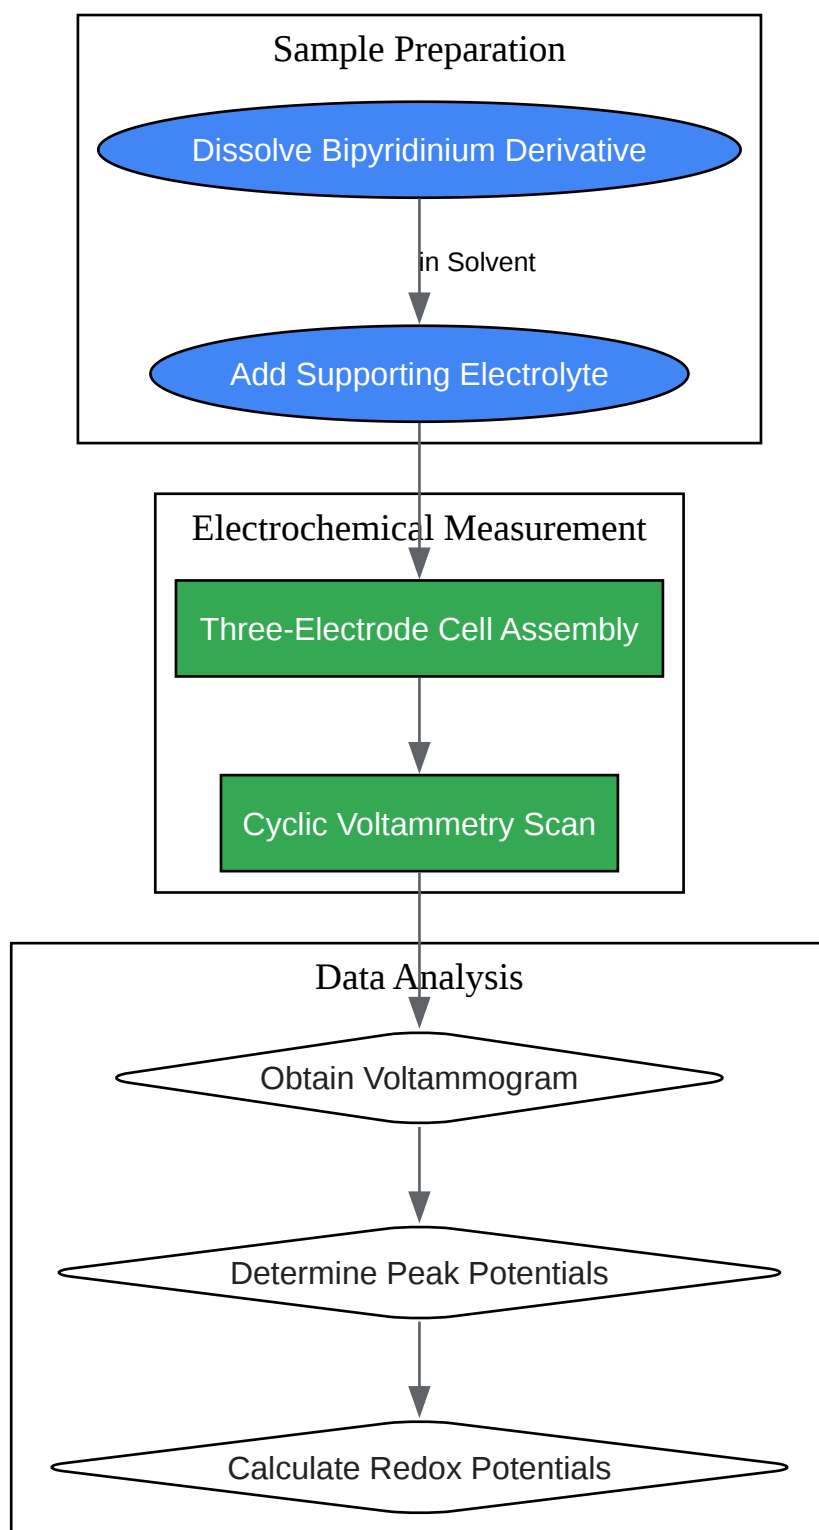 Sample Preparation
Dissolve Bipyridinium Derivative
in Solvent
Add Supporting Electrolyte
Electrochemical Measurement
Three-Electrode Cell Assembly
Cyclic Voltammetry Scan
Data Analysis
Obtain Voltammogram
Determine Peak Potentials
Calculate Redox Potentials